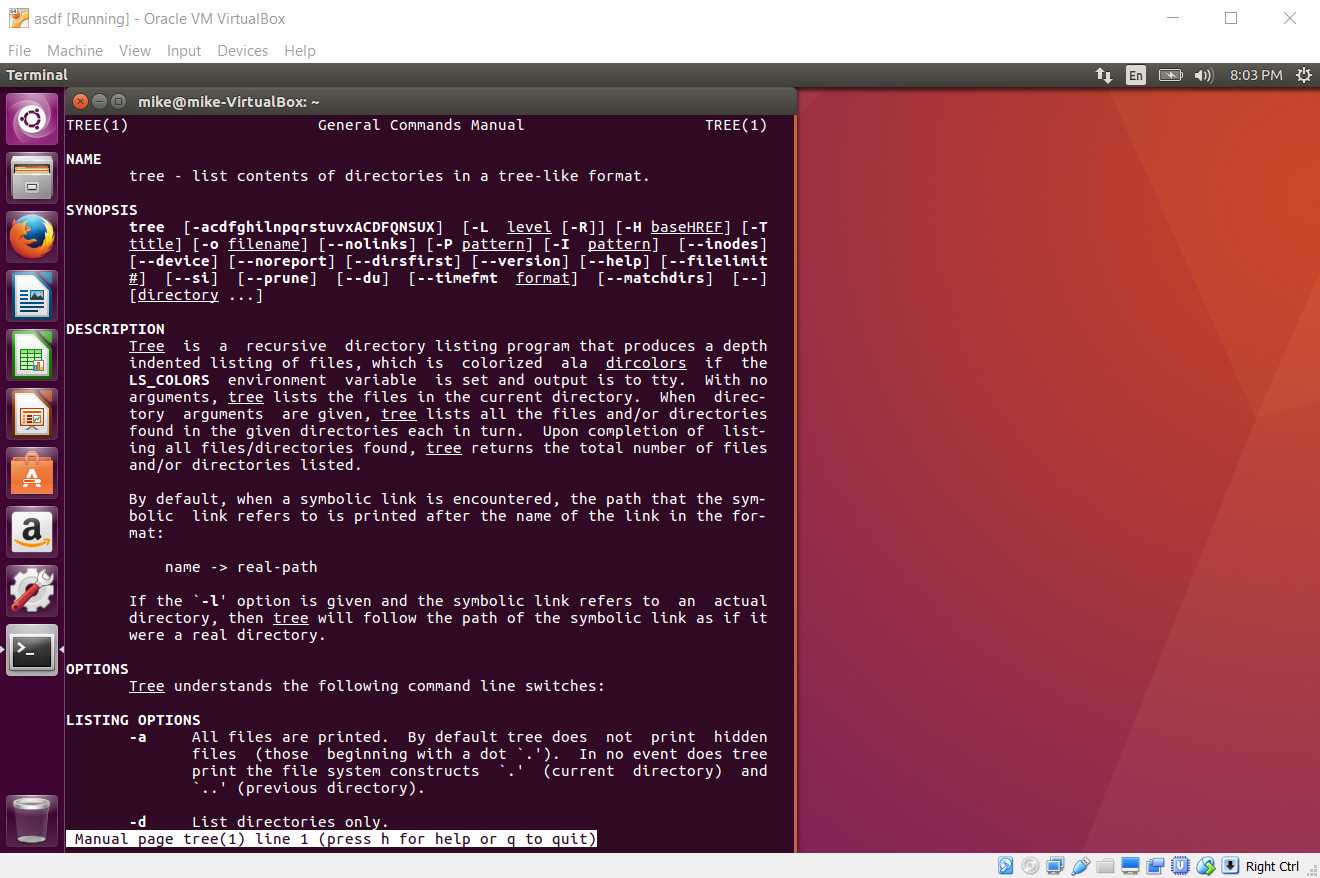 asdf [Running] - Oracle VM VirtualBox
File Machine View Input Devices Help
Terminal En 8:03 PM
mike@mike-VirtualBox: ~
TREE(1) General Commands Manual TREE(1)
NAME
tree - list contents of directories in a tree-like format.
SYNOPSIS
tree [-acdfghilnpqrstuvxACDFQNSUX] [-L level [-R]] [-H baseHREF] [-T
title] [-o filename] [--nolinks] [-P pattern] [-I pattern] [--inodes]
[--device] [--noreport] [--dirsfirst] [--version] [--help] [--filelimit
#] [--si] [--prune] [--du] [--timefmt format] [--matchdirs] [--]
[directory ...]
DESCRIPTION
Tree is a recursive directory listing program that produces a depth
indented listing of files, which is colorized ala dircolors if the
LS_COLORS environment variable is set and output is to tty. With no
arguments, tree lists the files in the current directory. When direc-
tory arguments are given, tree lists all the files and/or directories
found in the given directories each in turn. Upon completion of list-
ing all files/directories found, tree returns the total number of files
and/or directories listed.
By default, when a symbolic link is encountered, the path that the sym-
bolic link refers to is printed after the name of the link in the for-
mat:
name -> real-path
If the `-l' option is given and the symbolic link refers to an actual
directory, then tree will follow the path of the symbolic link as if it
were a real directory.
OPTIONS
Tree understands the following command line switches:
LISTING OPTIONS
-a All files are printed. By default tree does not print hidden
files (those beginning with a dot `.'). In no event does tree
print the file system constructs `.' (current directory) and
`..' (previous directory).
-d List directories only.
Manual page tree(1) line 1 (press h for help or q to quit)
Right Ctrl